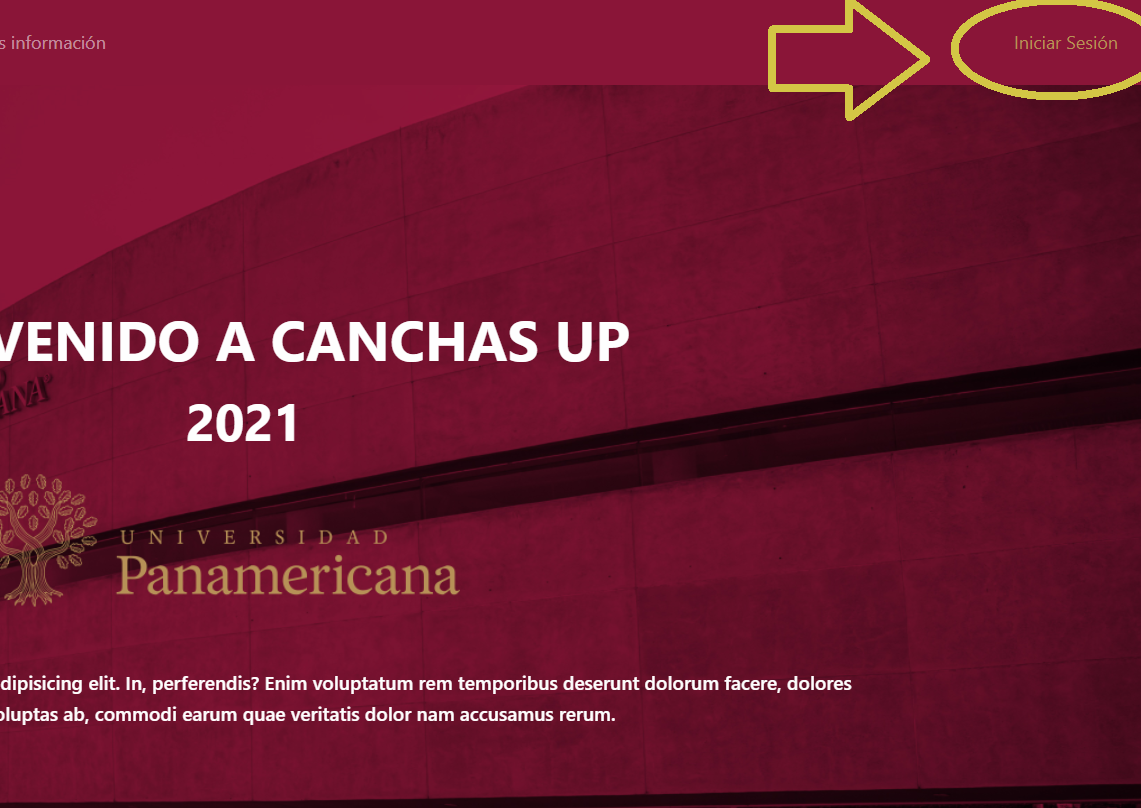 s información
Iniciar Sesión
VENIDO A CANCHAS UP
2021
ANA
UNIVERSIDAD
Panamericana
dipisicing elit. In, perferendis? Enim voluptatum rem temporibus deserunt dolorum facere, dolores
oluptas ab, commodi earum quae veritatis dolor nam accusamus rerum.